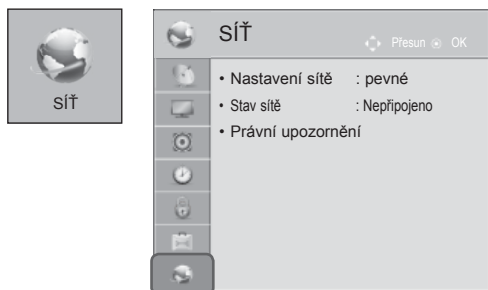 SÍŤ
SÍŤ
Přesun OK
• Nastavení sítě : pevné
• Stav sítě : Nepřipojeno
• Právní upozornění